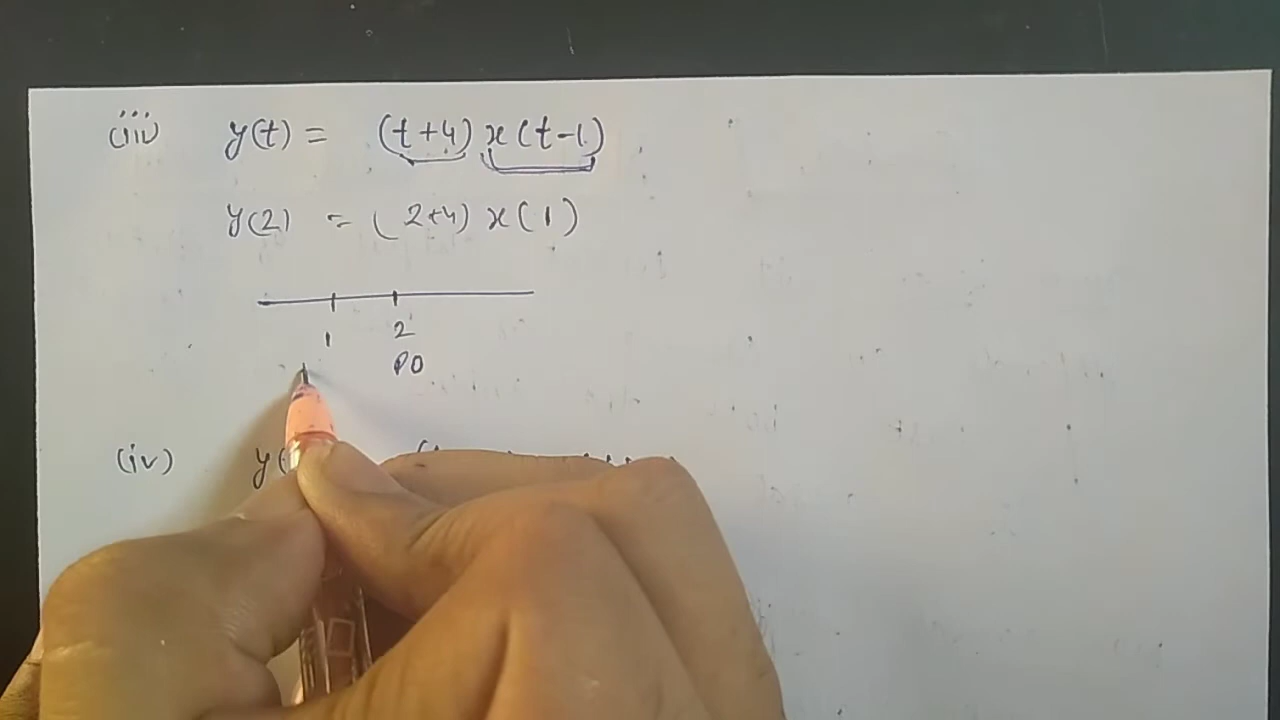 (iii) y(t) = (t+4) x(t-1)
y(2) = (2+4) x(1)
1 2
PO
(iv) y(